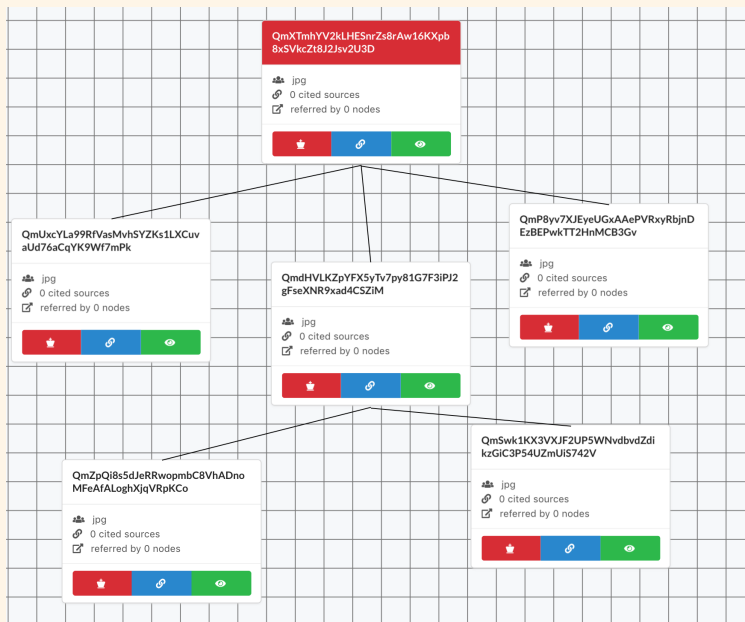 QmXTmhYV2kLHESnrZs8rAw16KXpb
8xSVkcZt8J2Jsv2U3D
jpg
0 cited sources
referred by 0 nodes
QmUxcYLa99RfVasMvhSYZKs1LXCuv
aUd76aCqYK9Wf7mPk
jpg
0 cited sources
referred by 0 nodes
QmdHVLKZpYFX5yTv7py81G7F3iPJ2
gFseXNR9xad4CSZiM
jpg
0 cited sources
referred by 0 nodes
QmP8yv7XJEyeUGxAAePVRxyRbjnD
EzBEPwkTT2HnMCB3Gv
jpg
0 cited sources
referred by 0 nodes
QmZpQi8s5dJeRRwopmbC8VhADno
MFeAfALoghXjqVRpKCo
jpg
0 cited sources
referred by 0 nodes
QmSwk1KX3VXJF2UP5WNvdbvdZdi
kzGiC3P54UZmUiS742V
jpg
0 cited sources
referred by 0 nodes